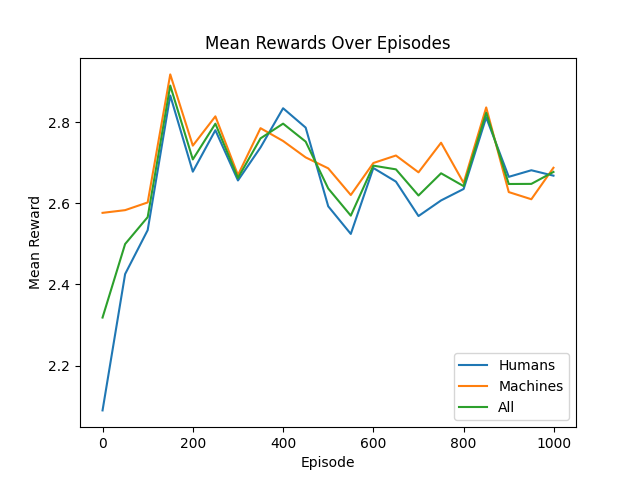 Mean Rewards Over Episodes
Mean Reward
2.8
2.6
2.4
2.2
0
200
400
600
800
1000
Episode
Humans
Machines
All